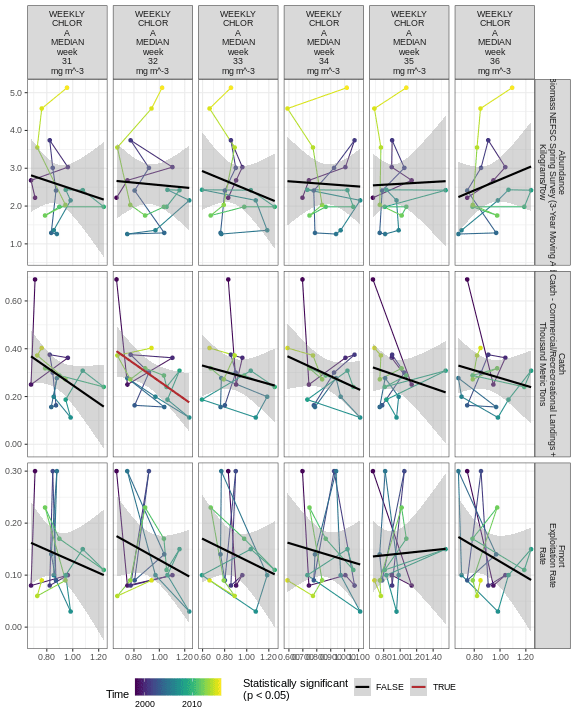 WEEKLY
CHLOR
A
MEDIAN
week
31
mg m^-3
WEEKLY
CHLOR
A
MEDIAN
week
32
mg m^-3
WEEKLY
CHLOR
A
MEDIAN
week
33
mg m^-3
WEEKLY
CHLOR
A
MEDIAN
week
34
mg m^-3
WEEKLY
CHLOR
A
MEDIAN
week
35
mg m^-3
WEEKLY
CHLOR
A
MEDIAN
week
36
mg m^-3
5.0
4.0
3.0
2.0
1.0
Abundance
Biomass NEFSC Spring Survey (3-Year Moving
Kilograms/Tow
0.60
0.40
0.20
0.00
Catch
Catch - Commercial/Recreational Landings +
Thousand Metric Tons
0.30
0.20
0.10
0.00
Fmort
Exploitation Rate
Rate
0.80 1.00 1.20
0.80 1.00 1.20
0.60 0.80 1.00 1.20
0.80 1.00 1.20 1.40
0.80 1.00 1.20
Time
2000 2010
Statistically significant
(p < 0.05)
FALSE
TRUE